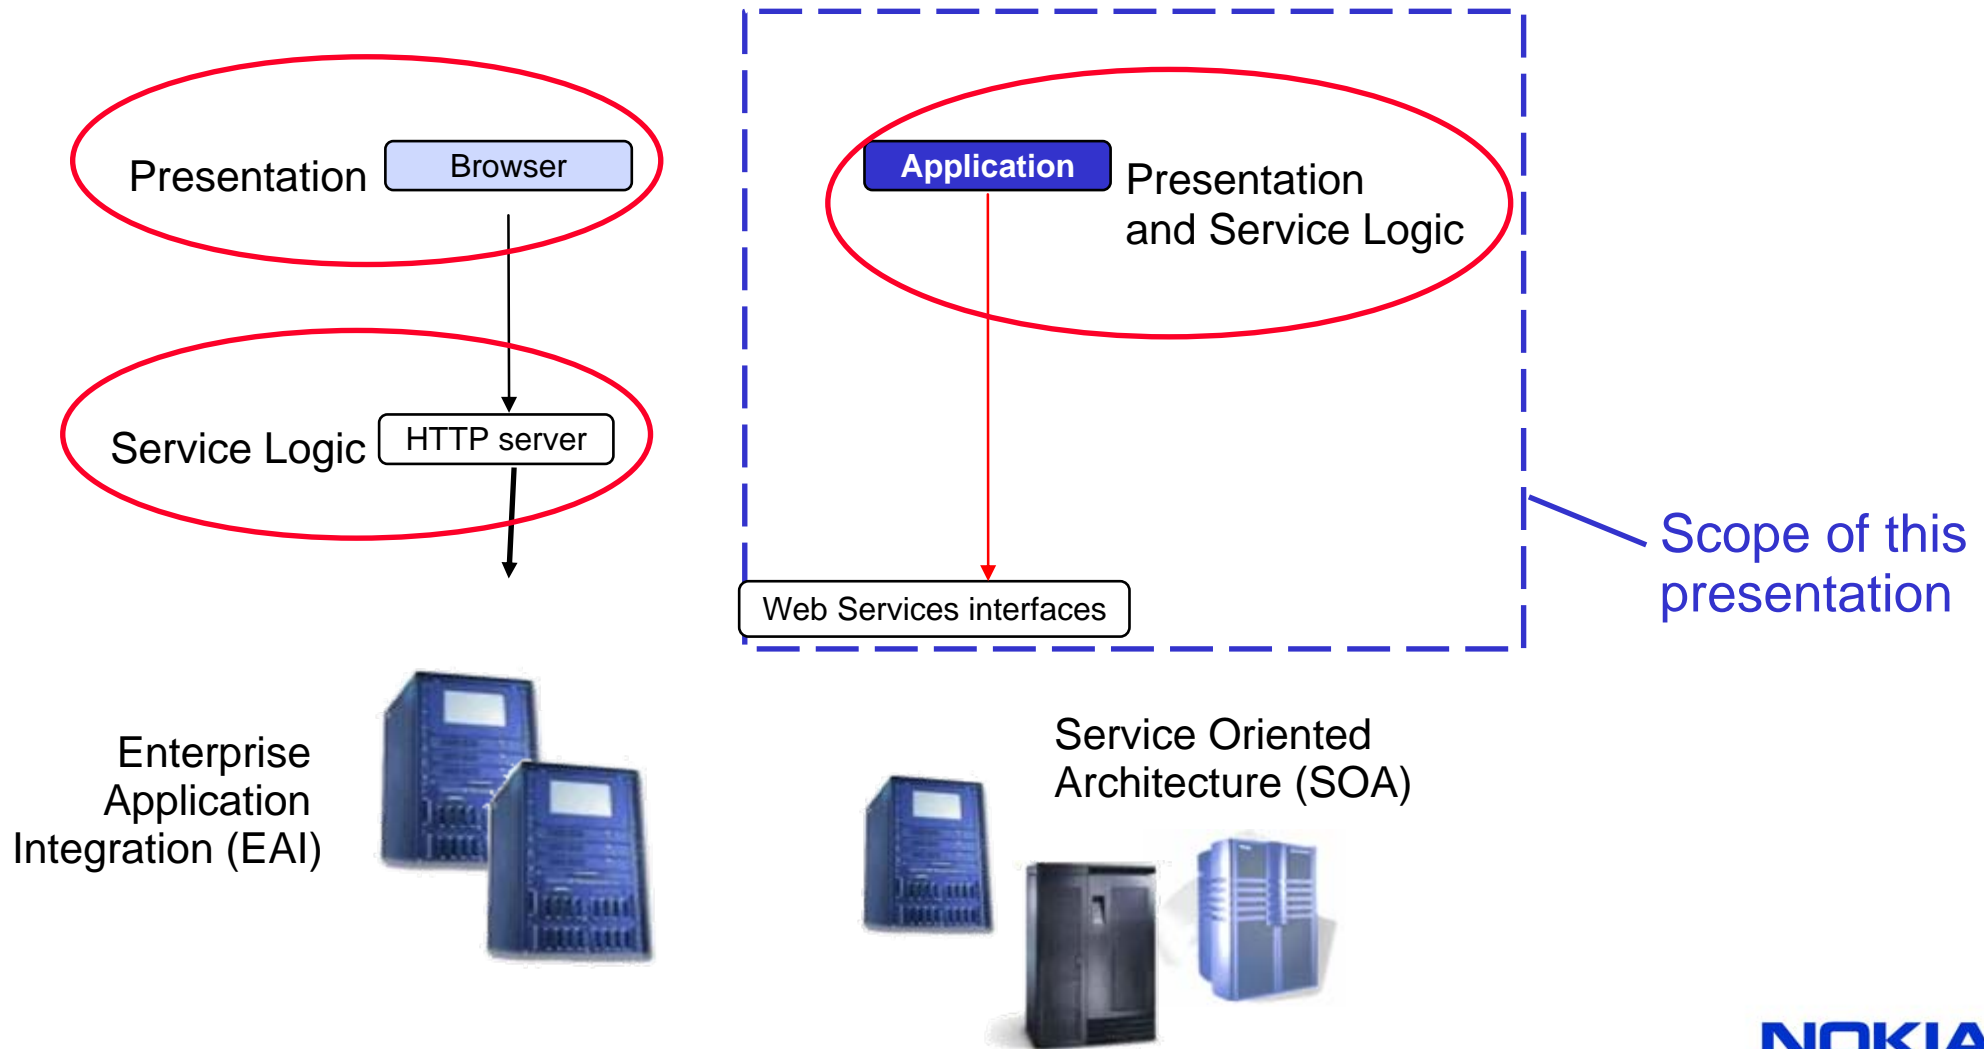 Presentation
Browser
Application
Presentation
and Service Logic
Service Logic
HTTP server
Scope of this
presentation
Web Services interfaces
Enterprise
Application
Integration (EAI)
Service Oriented
Architecture (SOA)
NOKIA